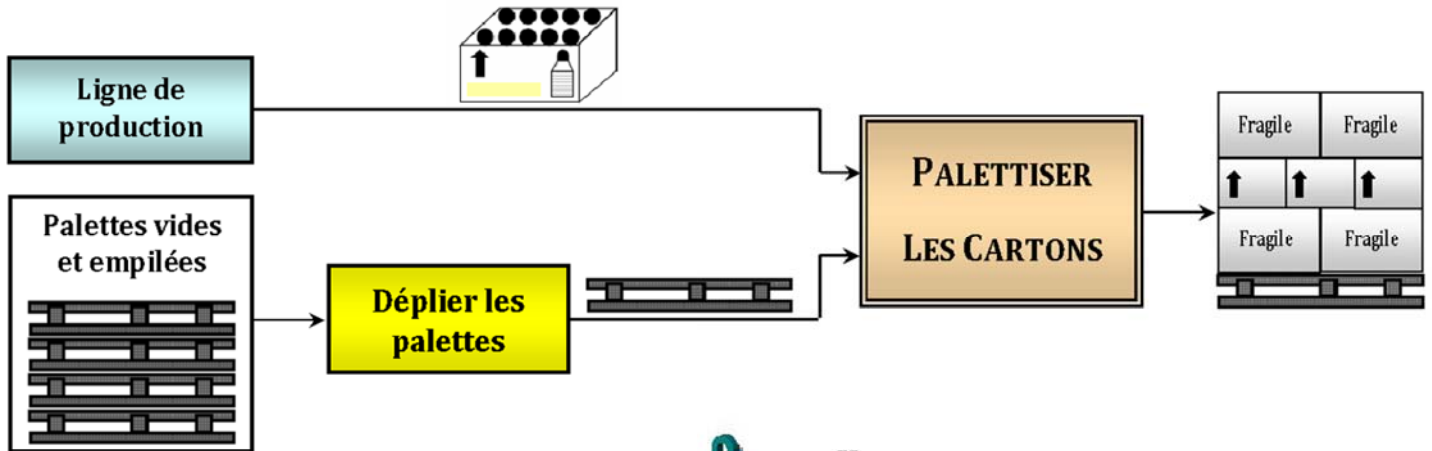 Ligne de
production
Palettes vides
et empilées
Déplier les
palettes
PALETTISER
LES CARTONS
Fragile Fragile
Fragile Fragile